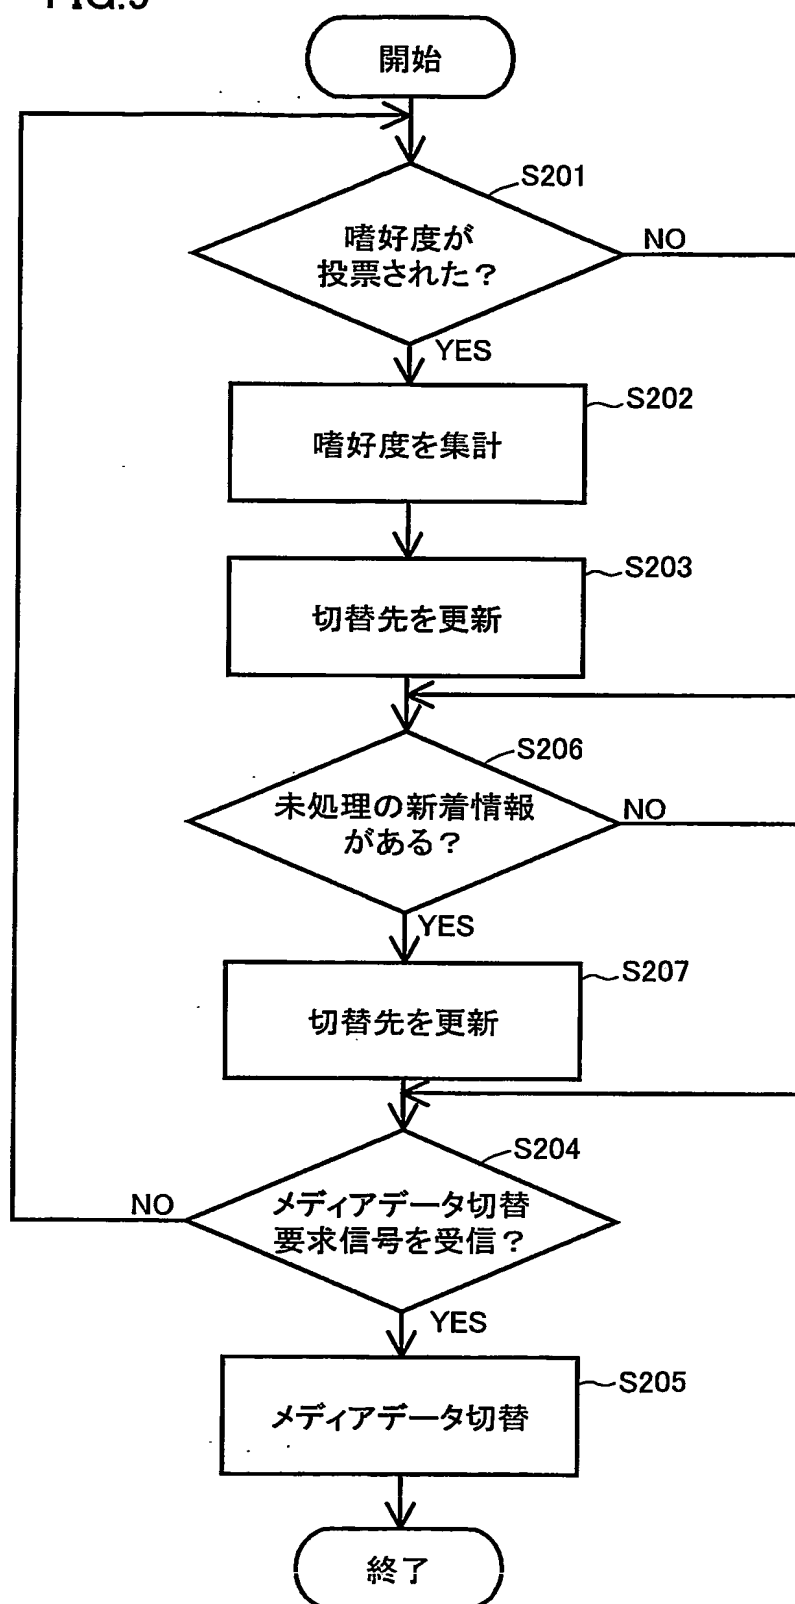 開始
S201
嗜好度が
投票された?
NO
YES
S202
嗜好度を集計
S203
切替先を更新
S206
未処理の新着情報
がある?
NO
YES
S207
切替先を更新
S204
メディアデータ切替
要求信号を受信?
NO
YES
S205
メディアデータ切替
終了